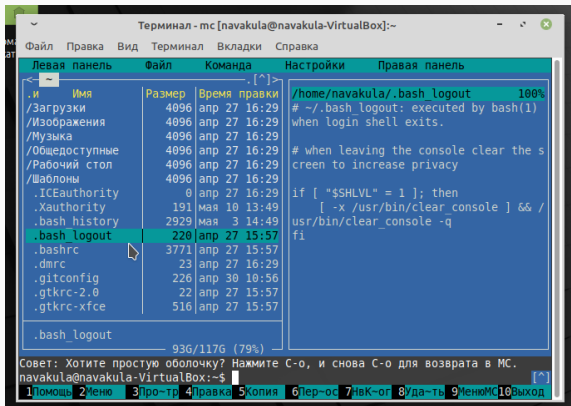 Терминал - mc [navakula@navakula-VirtualBox]:~
Файл Правка Вид Терминал Вкладки Справка
Левая панель Файл Команда Настройки Правая панель
<— ~ .[^]>
.и Имя Размер Время правки
/Загрузки 4096 апр 27 16:29
/Изображения 4096 апр 27 16:29
/Музыка 4096 апр 27 16:29
/Общедоступные 4096 апр 27 16:29
/Рабочий стол 4096 апр 27 16:29
/Шаблоны 4096 апр 27 16:29
.ICEauthority 0 апр 27 16:29
.Xauthority 191 мая 10 13:49
.bash_history 2929 мая 3 14:49
.bash_logout 220 апр 27 15:57
.bashrc 3771 апр 27 15:57
.dmrc 23 апр 27 16:29
.gitconfig 226 апр 30 10:56
.gtkrc-2.0 22 апр 27 15:57
.gtkrc-xfce 516 апр 27 15:57
.bash_logout
93G/117G (79%)
/home/navakula/.bash_logout 100%
# ~/.bash_logout: executed by bash(1)
when login shell exits.
# when leaving the console clear the s
creen to increase privacy
if [ "$SHLVL" = 1 ]; then
[ -x /usr/bin/clear_console ] && /
usr/bin/clear_console -q
fi
Совет: Хотите простую оболочку? Нажмите C-o, и снова C-o для возврата в MC.
navakula@navakula-VirtualBox:~$ [^]
1Помощь 2Меню 3Про~тр 4Правка 5Копия 6Пер~ос 7НвК~ог 8Уда~ть 9МенюMC 10Выход